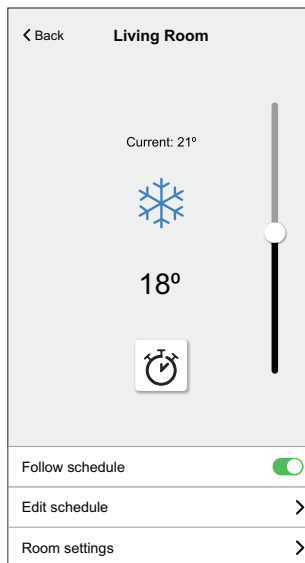 Back
Living Room
Current: 21º
18º
Follow schedule
Edit schedule
Room settings